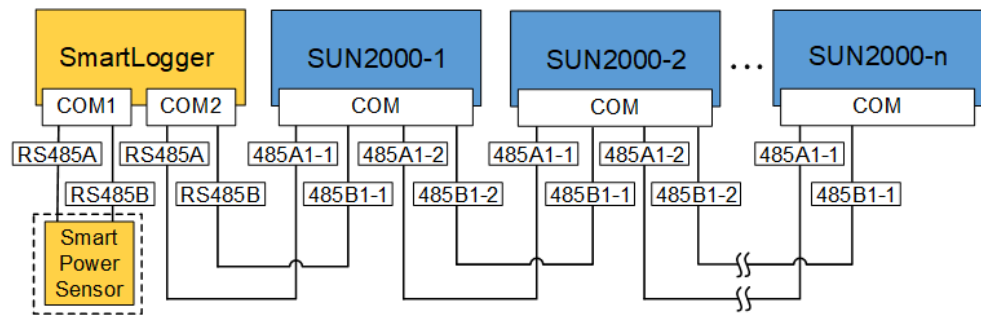 SmartLogger
SUN2000-1
SUN2000-2
...
SUN2000-n
COM1
COM2
COM
COM
COM
RS485A
RS485A
485A1-1
485A1-2
485A1-1
485A1-2
485A1-1
RS485B
RS485B
485B1-1
485B1-2
485B1-1
485B1-2
485B1-1
Smart
Power
Sensor